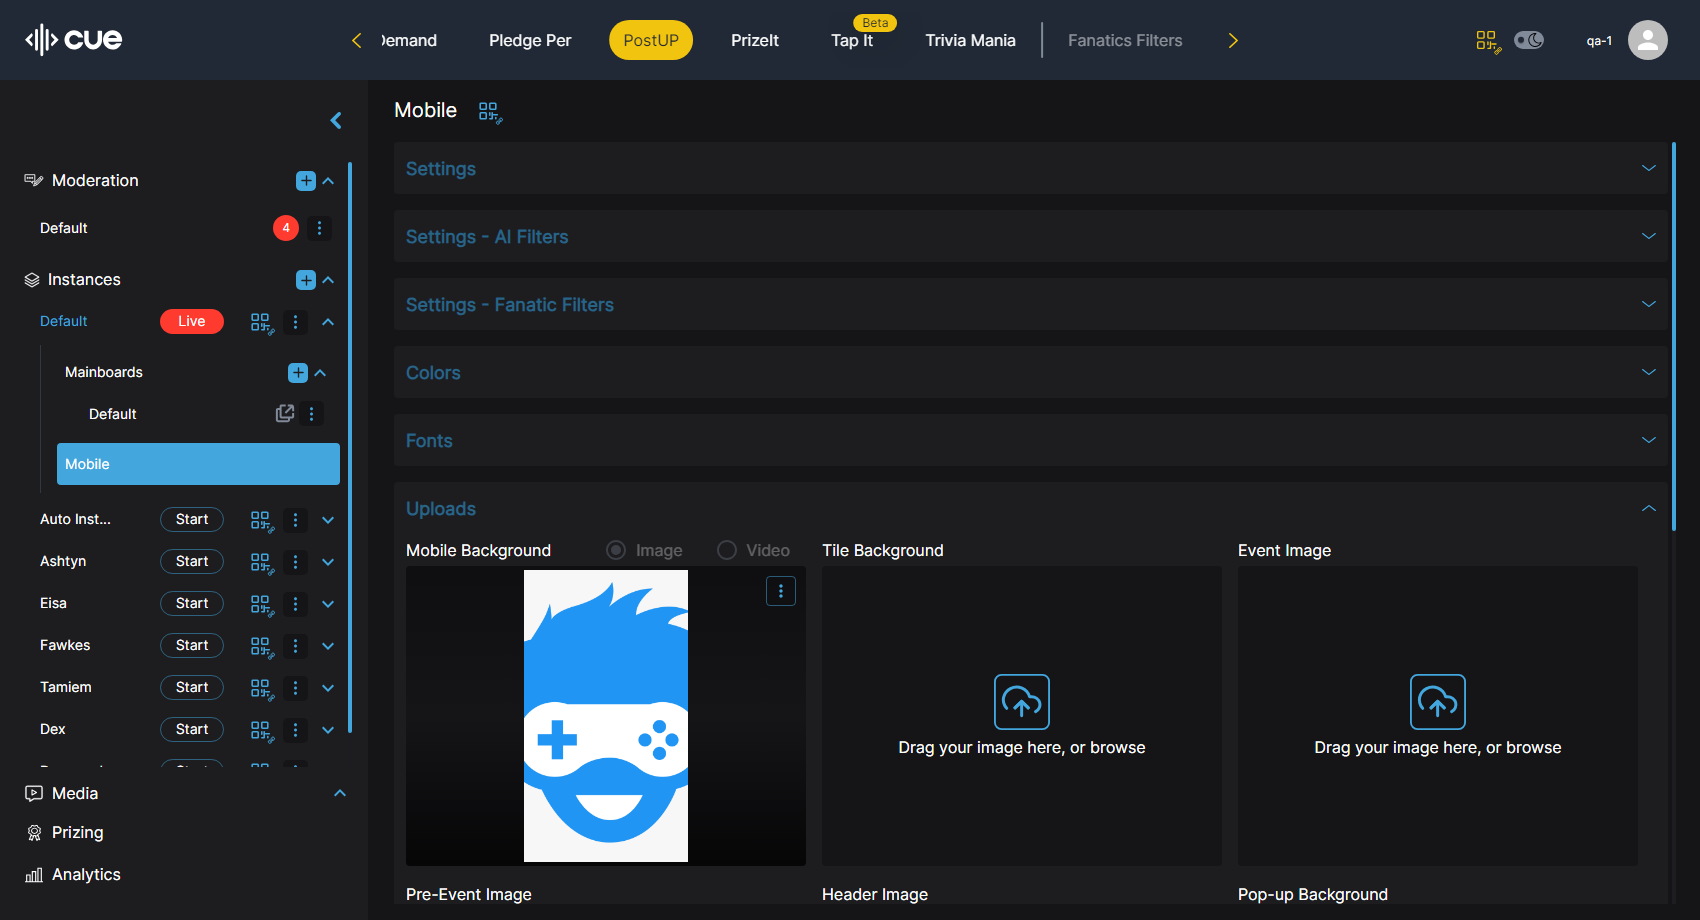 cue
Demand
Pledge Per
PostUP
PrizeIt
Beta
Tap It
Trivia Mania
Fanatics Filters
qa-1
Moderation
Default
4
Instances
Default
Live
Mainboards
Default
Mobile
Auto Inst...
Start
Ashtyn
Start
Eisa
Start
Fawkes
Start
Tamiem
Start
Dex
Start
Media
Prizing
Analytics
Mobile
Settings
Settings - AI Filters
Settings - Fanatic Filters
Colors
Fonts
Uploads
Mobile Background
Image
Video
Tile Background
Event Image
Drag your image here, or browse
Drag your image here, or browse
Pre-Event Image
Header Image
Pop-up Background